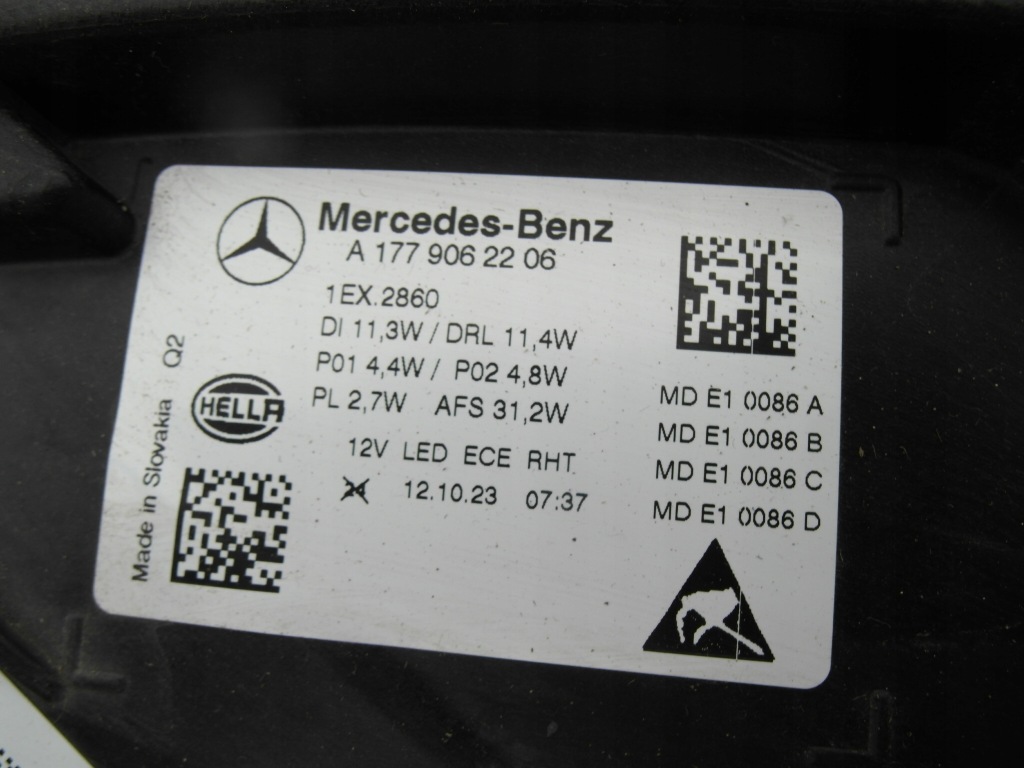 Mercedes-Benz
A 177 906 22 06
1EX.2860
DI 11,3W / DRL 11,4W
P01 4,4W / P02 4,8W
PL 2,7W AFS 31,2W
12V LED ECE RHT
24 12.10.23 07:37
HELLA
Made in Slovakia Q2
MD E1 0086 A
MD E1 0086 B
MD E1 0086 C
MD E1 0086 D